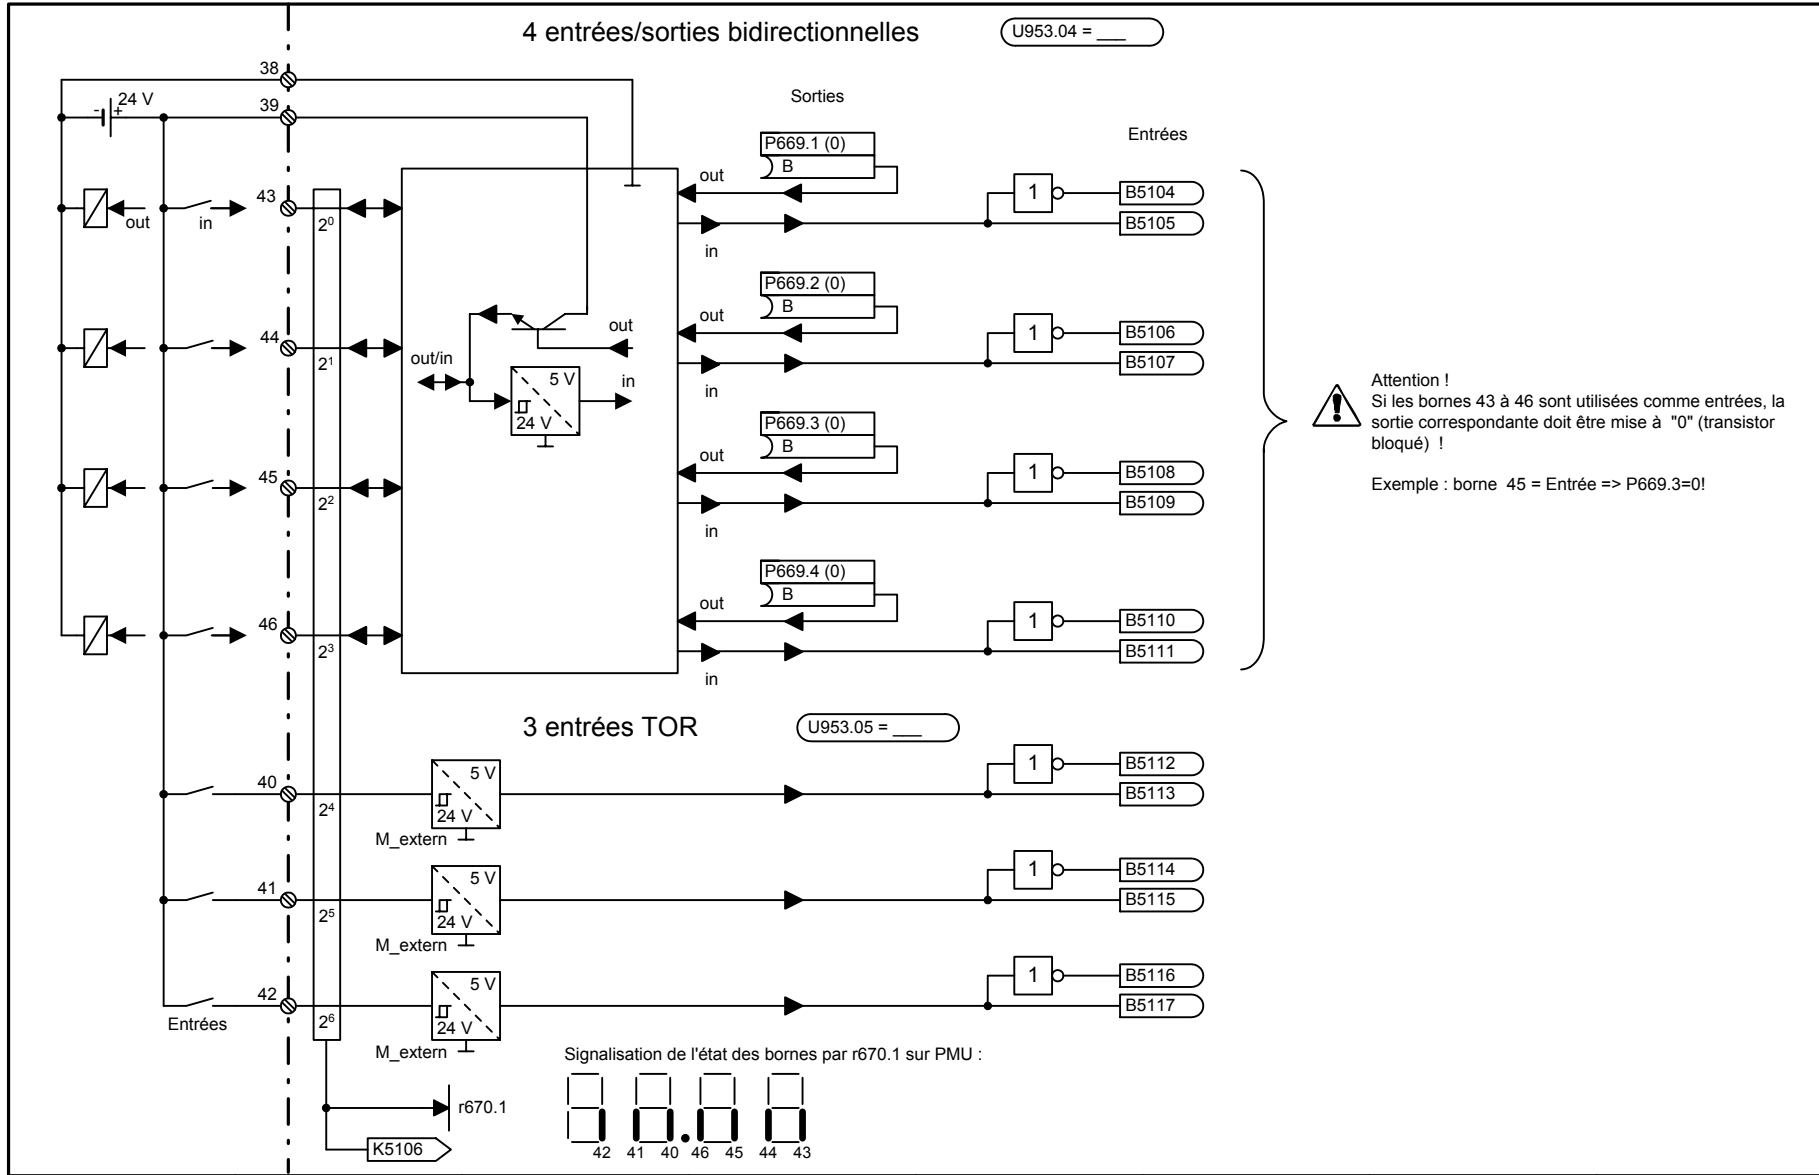 4 entrées/sorties bidirectionnelles
U953.04 = ___
38
- 24 V +
39
Sorties
Entrées
P669.1 (0)
B
out
in
43
2⁰
out
in
1
B5104
B5105
P669.2 (0)
B
44
2¹
out
in
1
B5106
B5107
out/in
out
5 V
24 V
in
P669.3 (0)
B
45
2²
out
in
1
B5108
B5109
P669.4 (0)
B
46
2³
out
in
1
B5110
B5111
Attention !
Si les bornes 43 à 46 sont utilisées comme entrées, la
sortie correspondante doit être mise à "0" (transistor
bloqué) !
Exemple : borne 45 = Entrée => P669.3=0!
3 entrées TOR
U953.05 = ___
40
2⁴
5 V
24 V
M_extern
1
B5112
B5113
41
2⁵
5 V
24 V
M_extern
1
B5114
B5115
42
Entrées
2⁶
5 V
24 V
M_extern
1
B5116
B5117
Signalisation de l'état des bornes par r670.1 sur PMU :
r670.1
K5106
42 41 40 46 45 44 43